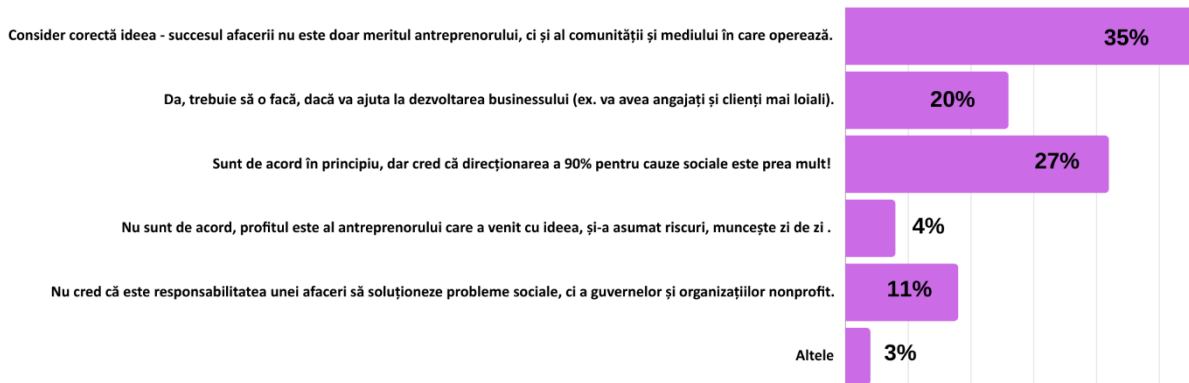 Consider corectă ideea - succesul afacerii nu este doar meritul antreprenorului, ci și al comunității și mediului în care operează.
35%
Da, trebuie să o facă, dacă va ajuta la dezvoltarea businessului (ex. va avea angajați și clienți mai loiali).
20%
Sunt de acord în principiu, dar cred că direcționarea a 90% pentru cauze sociale este prea mult!
27%
Nu sunt de acord, profitul este al antreprenorului care a venit cu ideea, și-a asumat riscuri, muncește zi de zi .
4%
Nu cred că este responsabilitatea unei afaceri să soluționeze probleme sociale, ci a guvernelor și organizațiilor nonprofit.
11%
Altele
3%